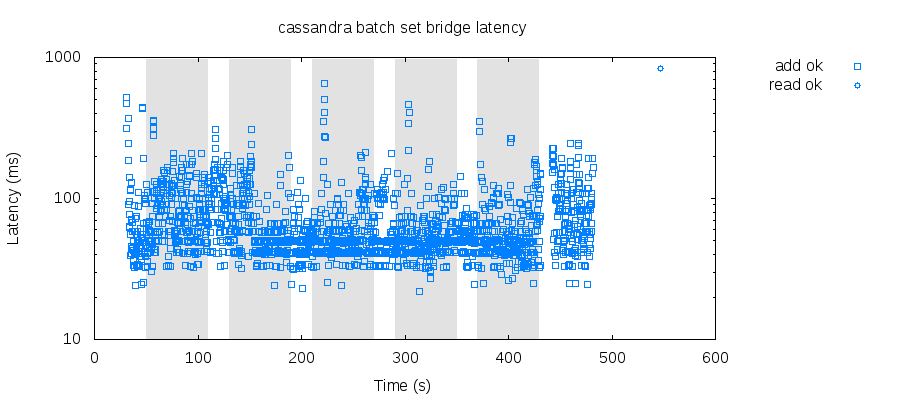 cassandra batch set bridge latency
1000
100
10
Latency (ms)
0 100 200 300 400 500 600
Time (s)
add ok
read ok